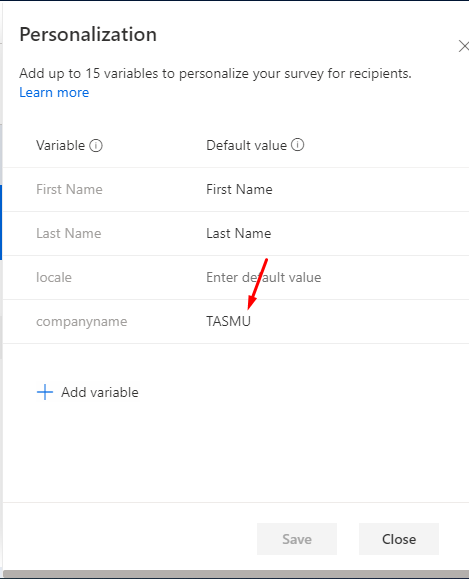 Personalization
Add up to 15 variables to personalize your survey for recipients.
Learn more
Variable Default value
First Name First Name
Last Name Last Name
locale Enter default value
companyname TASMU
Add variable
Save Close